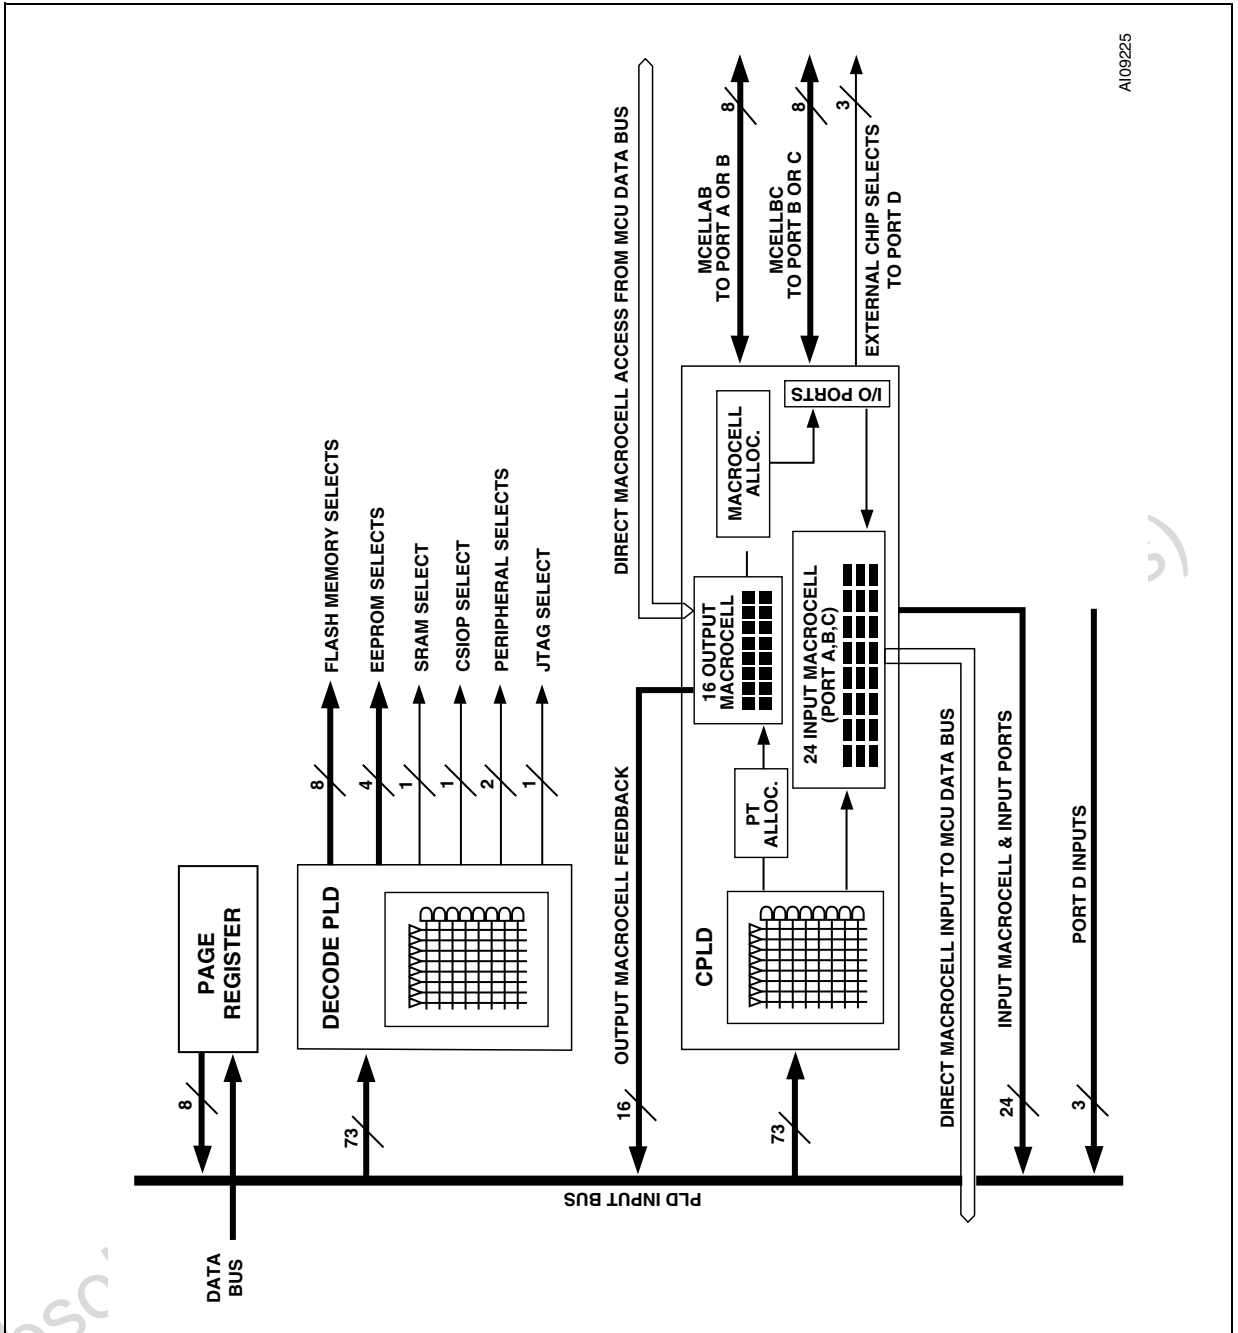 DATA
BUS
8
PAGE
REGISTER
73
DECODE PLD
8
FLASH MEMORY SELECTS
4
EEPROM SELECTS
1
SRAM SELECT
1
CSIOP SELECT
2
PERIPHERAL SELECTS
1
JTAG SELECT
PLD INPUT BUS
16
OUTPUT MACROCELL FEEDBACK
DIRECT MACROCELL ACCESS FROM MCU DATA BUS
73
CPLD
PT
ALLOC.
16 OUTPUT
MACROCELL
MACROCELL
ALLOC.
I/O PORTS
24 INPUT MACROCELL
(PORT A,B,C)
MCELLAB
TO PORT A OR B
8
MCELLBC
TO PORT B OR C
8
EXTERNAL CHIP SELECTS
TO PORT D
3
DIRECT MACROCELL INPUT TO MCU DATA BUS
24
INPUT MACROCELL & INPUT PORTS
3
PORT D INPUTS
AI09225